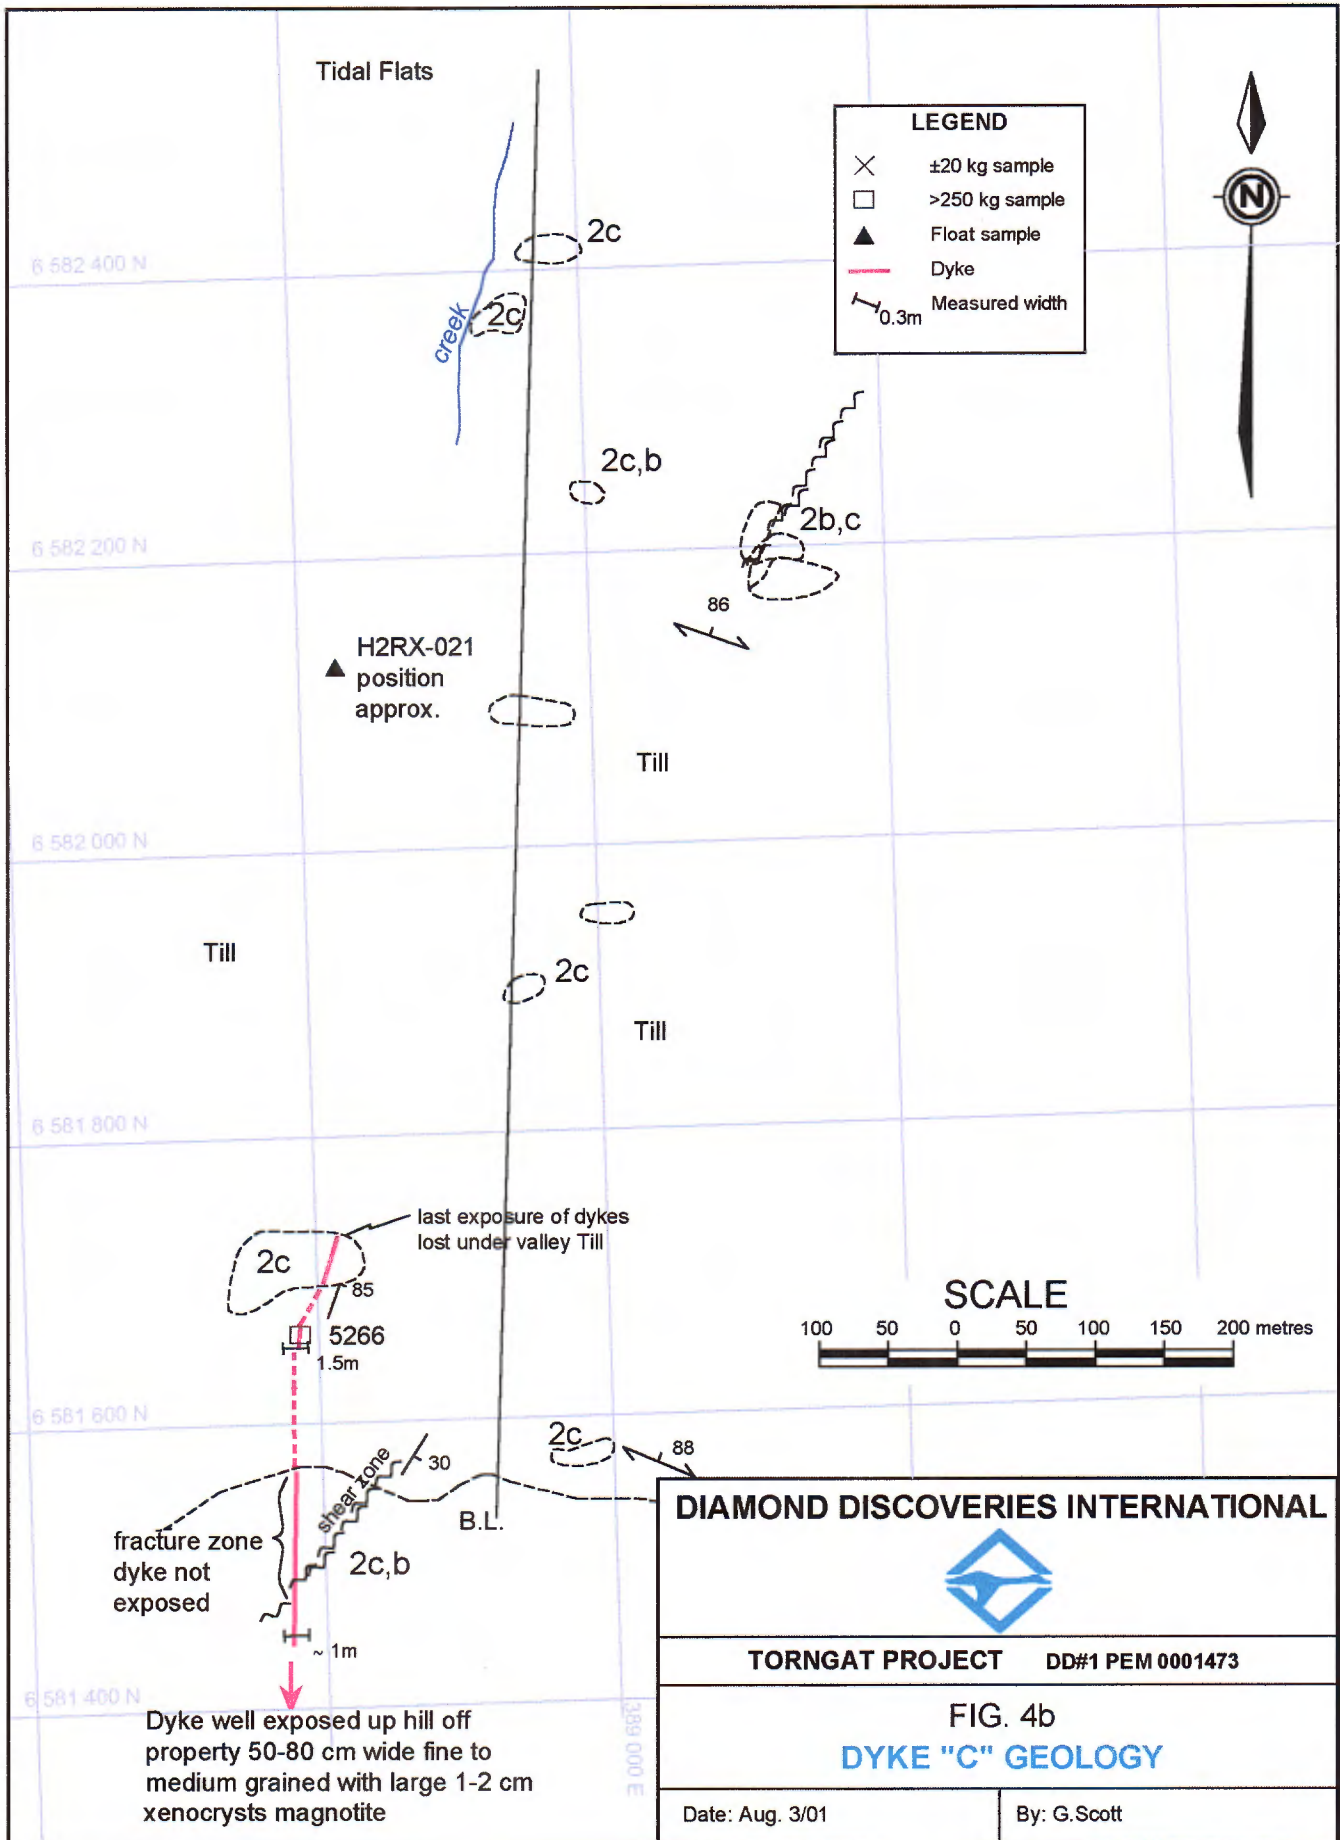 Tidal Flats
LEGEND
±20 kg sample
>250 kg sample
Float sample
Dyke
0.3m Measured width
N
6 582 400 N
2c
2c
creek
2c,b
2b,c
6 582 200 N
86
H2RX-021
position
approx.
Till
6 582 000 N
Till
2c
Till
6 581 800 N
last exposure of dykes
lost under valley Till
2c
85
5266
1.5m
SCALE
100 50 0 50 100 150 200 metres
6 581 600 N
2c
88
30
shear zone
B.L.
fracture zone
dyke not
exposed
2c,b
~ 1m
6 581 400 N
389 000 E
Dyke well exposed up hill off
property 50-80 cm wide fine to
medium grained with large 1-2 cm
xenocrysts magnotite
DIAMOND DISCOVERIES INTERNATIONAL
TORNGAT PROJECT DD#1 PEM 0001473
FIG. 4b
DYKE "C" GEOLOGY
Date: Aug. 3/01
By: G.Scott